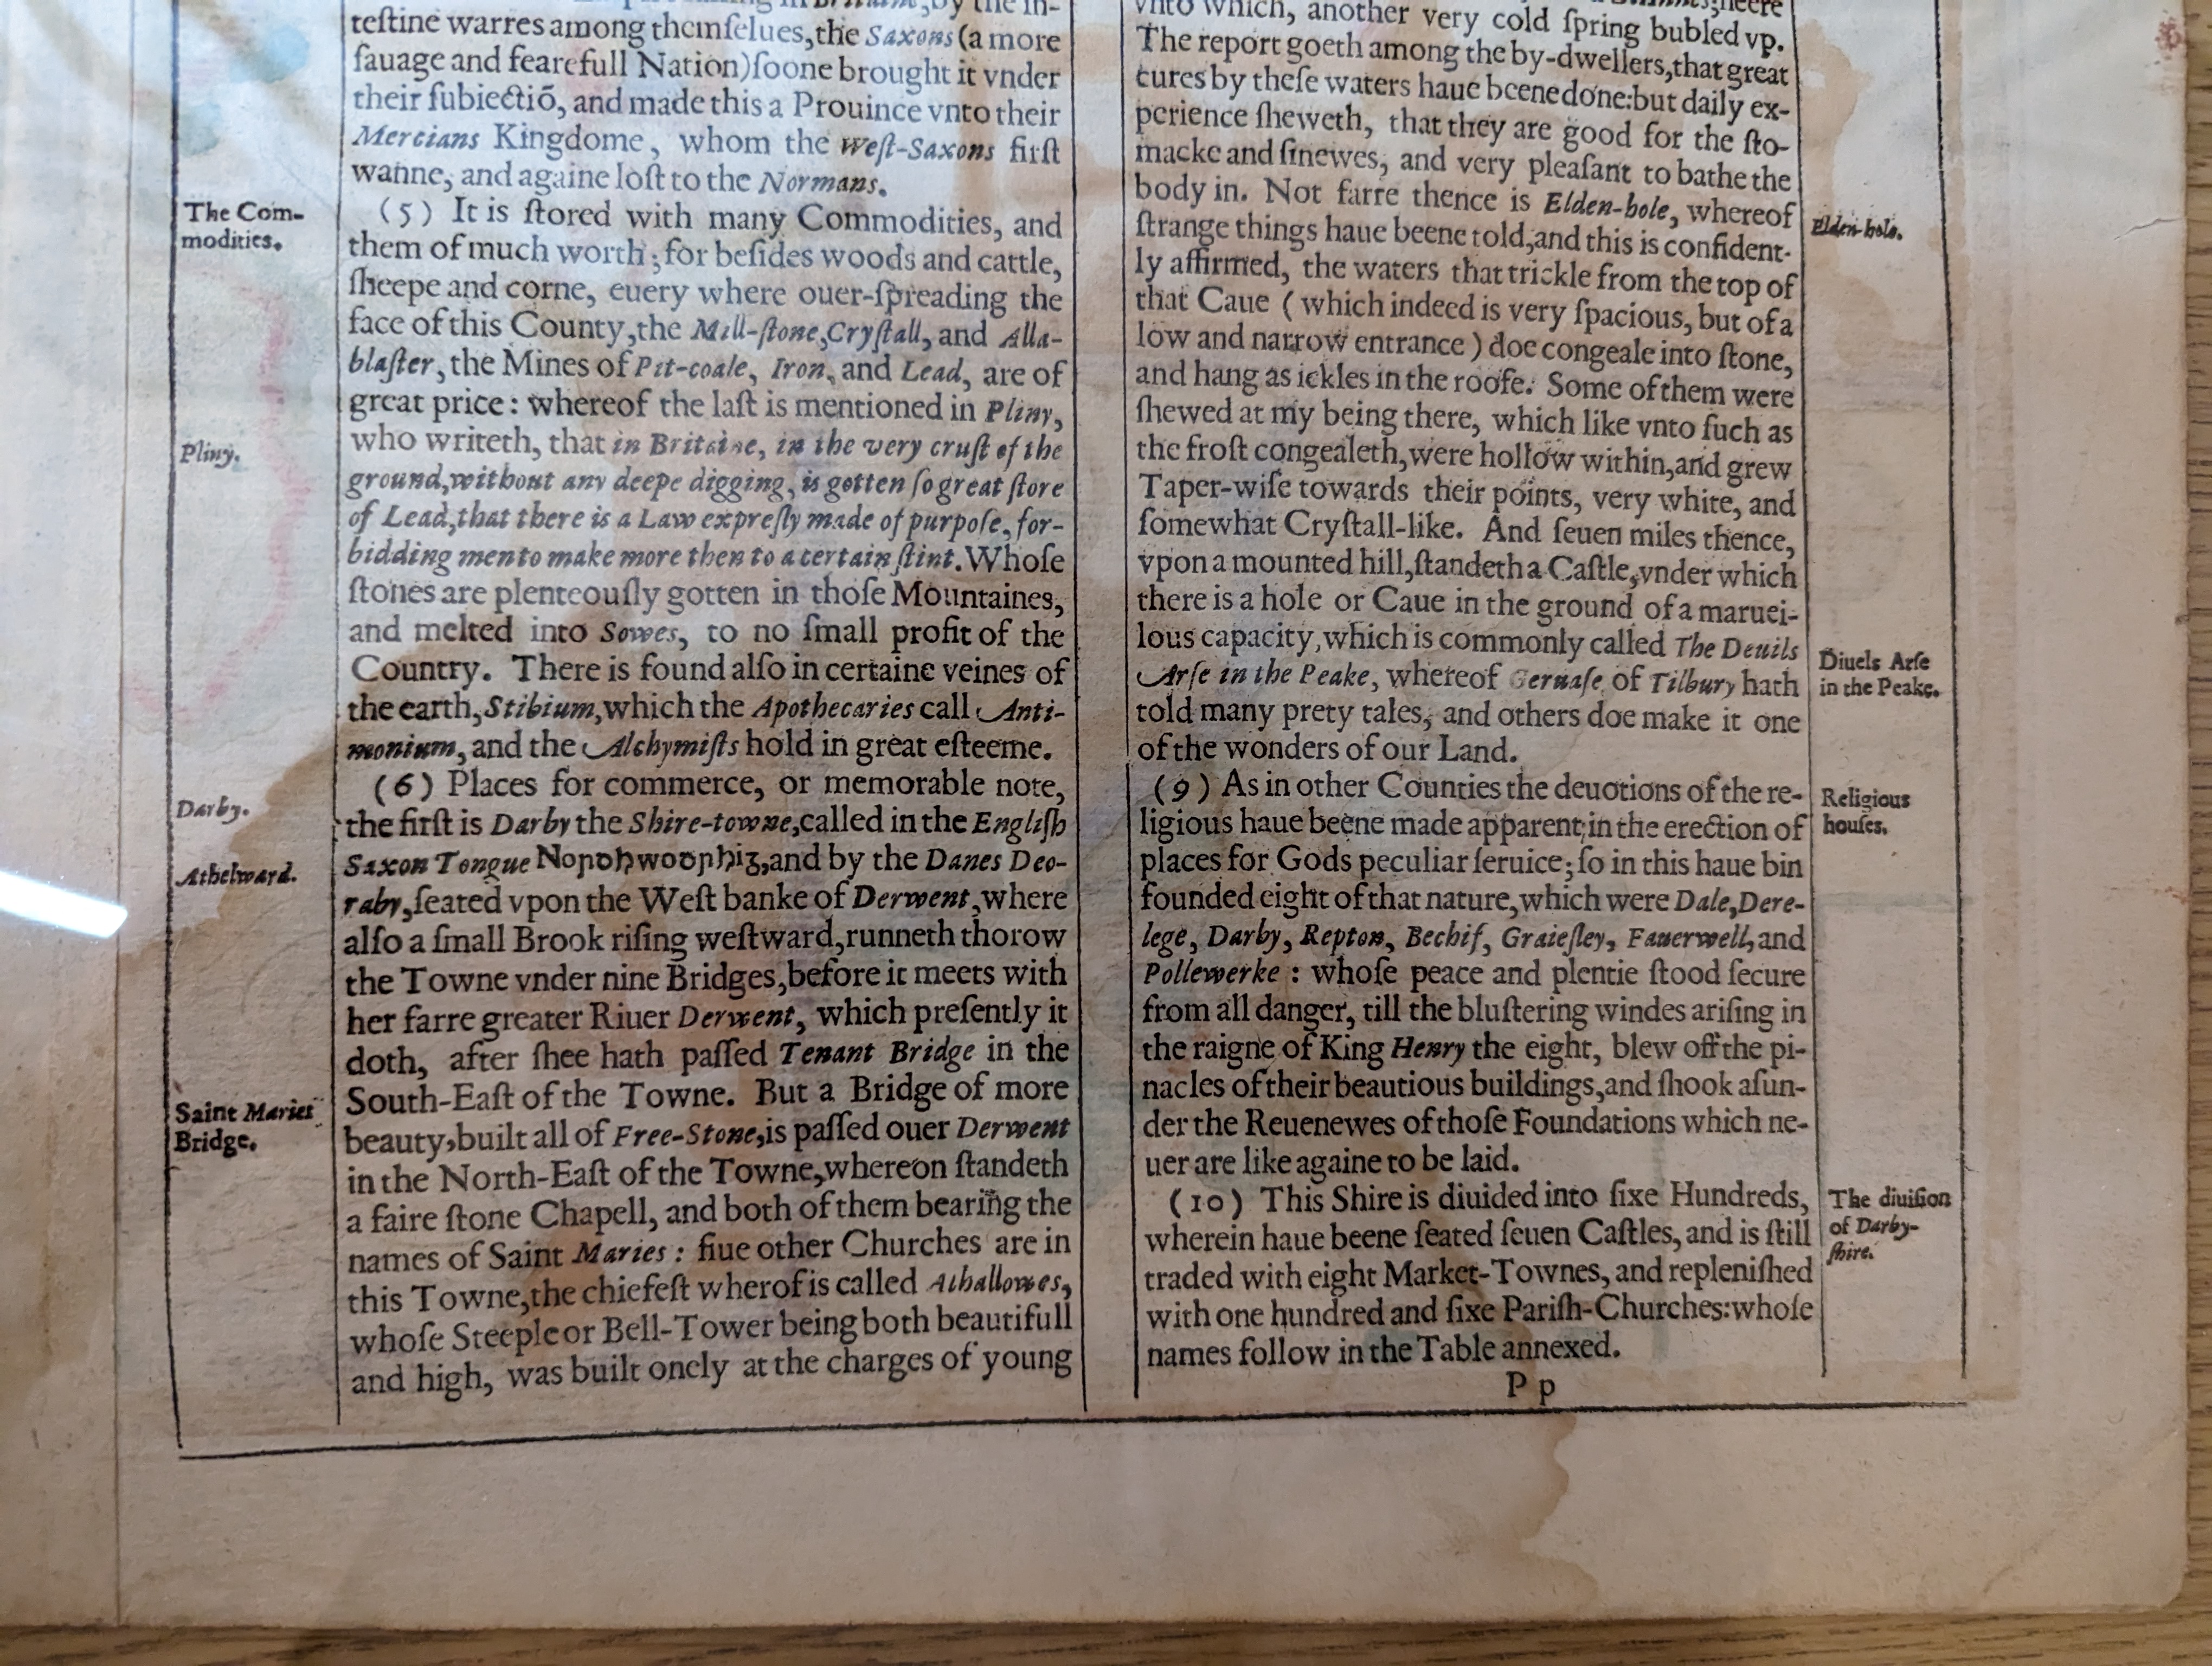 teſtine warres among themſelues,the Saxons (a more
ſauage and fearefull Nation)ſoone brought it vnder
their ſubiectiō, and made this a Prouince vnto their
Mercians Kingdome, whom the Weſt-Saxons firſt
wanne, and againe loſt to the Normans.
The Com-
modities.
(5) It is ſtored with many Commodities, and
them of much worth; for beſides woods and cattle,
ſheepe and corne, euery where ouer-ſpreading the
face of this County,the Mill-ſtone,Cryſtall, and Alla-
blaſter, the Mines of Pit-coale, Iron, and Lead, are of
great price: whereof the laſt is mentioned in Pliny,
Pliny.
who writeth, that in Britaine, in the very cruſt of the
ground,without any deepe digging, is gotten ſo great ſtore
of Lead,that there is a Law expreſly made of purpoſe, for-
bidding men to make more then to a certain ſtint. Whoſe
ſtones are plenteouſly gotten in thoſe Mountaines,
and melted into Sowes, to no ſmall profit of the
Country. There is found alſo in certaine veines of
the earth,Stibium,which the Apothecaries call Anti-
monium, and the Alchymiſts hold in great eſteeme.
(6) Places for commerce, or memorable note,
Darby.
the firſt is Darby the Shire-towne,called in the Engliſh
Athelward.
Saxon Tongue Noꞃꝺhƿoꝺꞃhiᵹ,and by the Danes Deo-
raby,ſeated vpon the Weſt banke of Derwent,where
alſo a ſmall Brook riſing weſtward,runneth thorow
the Towne vnder nine Bridges,before it meets with
her farre greater Riuer Derwent, which preſently it
doth, after ſhee hath paſſed Tenant Bridge in the
Saint Maries
Bridge.
South-Eaſt of the Towne. But a Bridge of more
beauty,built all of Free-Stone,is paſſed ouer Derwent
in the North-Eaſt of the Towne,whereon ſtandeth
a faire ſtone Chapell, and both of them bearing the
names of Saint Maries: fiue other Churches are in
this Towne,the chiefeſt wherof is called Alhallowes,
whoſe Steeple or Bell-Tower being both beautifull
and high, was built onely at the charges of young
vnto which, another very cold ſpring bubled vp.
The report goeth among the by-dwellers,that great
cures by theſe waters haue beene done:but daily ex-
perience ſheweth, that they are good for the ſto-
macke and ſinewes, and very pleaſant to bathe the
body in. Not farre thence is Elden-hole, whereof
Elden-hole.
ſtrange things haue beene told,and this is confident-
ly affirmed, the waters that trickle from the top of
that Caue (which indeed is very ſpacious, but of a
low and narrow entrance) doe congeale into ſtone,
and hang as ickles in the roofe. Some of them were
ſhewed at my being there, which like vnto ſuch as
the froſt congealeth,were hollow within,and grew
Taper-wiſe towards their points, very white, and
ſomewhat Cryſtall-like. And ſeuen miles thence,
vpon a mounted hill,ſtandeth a Caſtle,vnder which
there is a hole or Caue in the ground of a maruei-
lous capacity,which is commonly called The Deuils
Diuels Arſe
in the Peake.
Arſe in the Peake, whereof Geruaſe of Tilbury hath
told many prety tales, and others doe make it one
of the wonders of our Land.
(9) As in other Counties the deuotions of the re-
Religious
houſes.
ligious haue beene made apparent;in the erection of
places for Gods peculiar ſeruice;ſo in this haue bin
founded eight of that nature,which were Dale,Dere-
lege, Darby, Repton, Bechif, Graieſley, Fauerwell,and
Pollewerke: whoſe peace and plentie ſtood ſecure
from all danger, till the bluſtering windes ariſing in
the raigne of King Henry the eight, blew off the pi-
nacles of their beautious buildings,and ſhook aſun-
der the Reuenewes of thoſe Foundations which ne-
uer are like againe to be laid.
(10) This Shire is diuided into ſixe Hundreds,
The diuiſion
of Darby-
ſhire.
wherein haue beene ſeated ſeuen Caſtles, and is ſtill
traded with eight Market-Townes, and repleniſhed
with one hundred and ſixe Pariſh-Churches:whoſe
names follow in the Table annexed.
P p